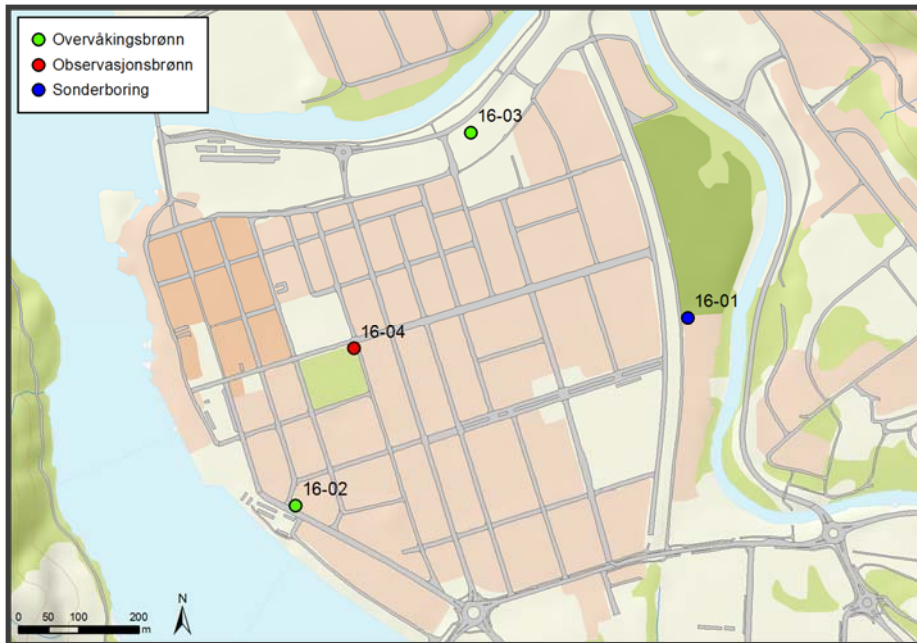 Overvåkingsbrønn
Observasjonsbrønn
Sonderboring
16-03
16-01
16-04
16-02
0 50 100 200
m
N